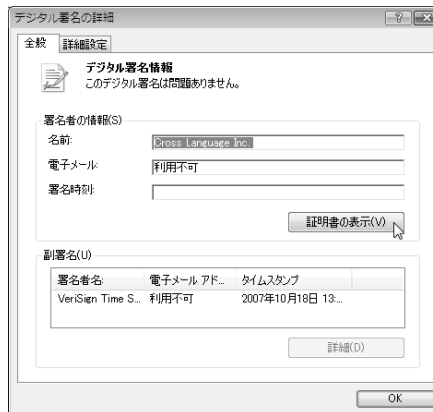 デジタル署名の詳細
全般 詳細設定
デジタル署名情報
このデジタル署名は問題ありません。
署名者の情報(S)
名前:
Cross Language Inc.
電子メール:
利用不可
署名時刻:
証明書の表示(V)
副署名(U)
署名者名: 電子メール アド... タイムスタンプ
VeriSign Time S... 利用不可 2007年10月18日 13:...
詳細(D)
OK